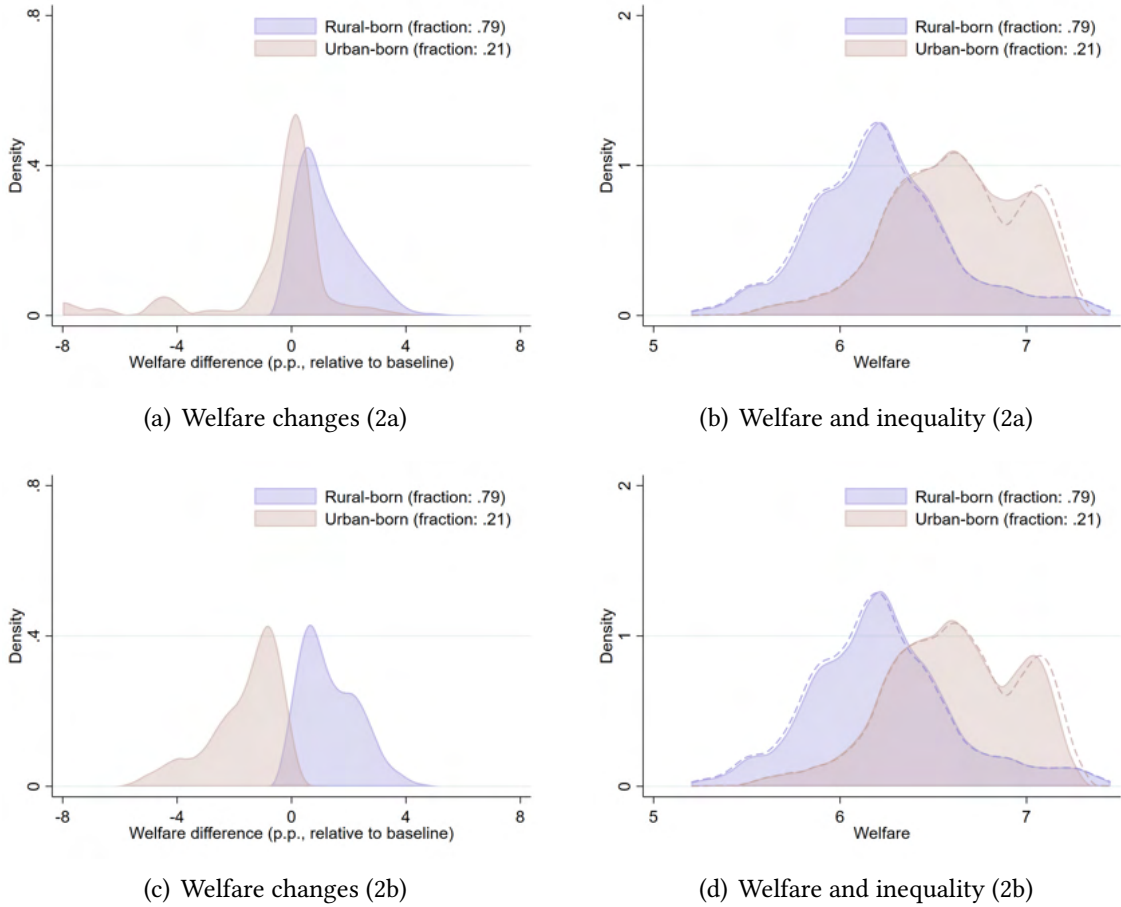 .8
Rural-born (fraction: .79)
Urban-born (fraction: .21)
Density
.4
0
-8 -4 0 4 8
Welfare difference (p.p., relative to baseline)
(a) Welfare changes (2a)
2
Rural-born (fraction: .79)
Urban-born (fraction: .21)
Density
1
0
5 6 7
Welfare
(b) Welfare and inequality (2a)
.8
Rural-born (fraction: .79)
Urban-born (fraction: .21)
Density
.4
0
-8 -4 0 4 8
Welfare difference (p.p., relative to baseline)
(c) Welfare changes (2b)
2
Rural-born (fraction: .79)
Urban-born (fraction: .21)
Density
1
0
5 6 7
Welfare
(d) Welfare and inequality (2b)